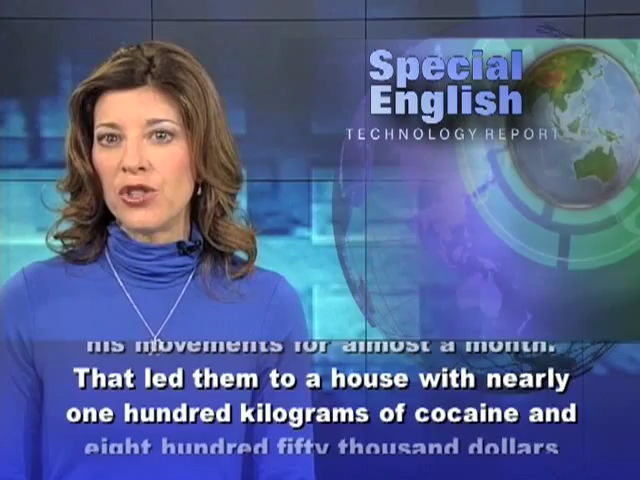 Special
English
TECHNOLOGY REPORT
his movements for almost a month.
That led them to a house with nearly
one hundred kilograms of cocaine and
eight hundred fifty thousand dollars